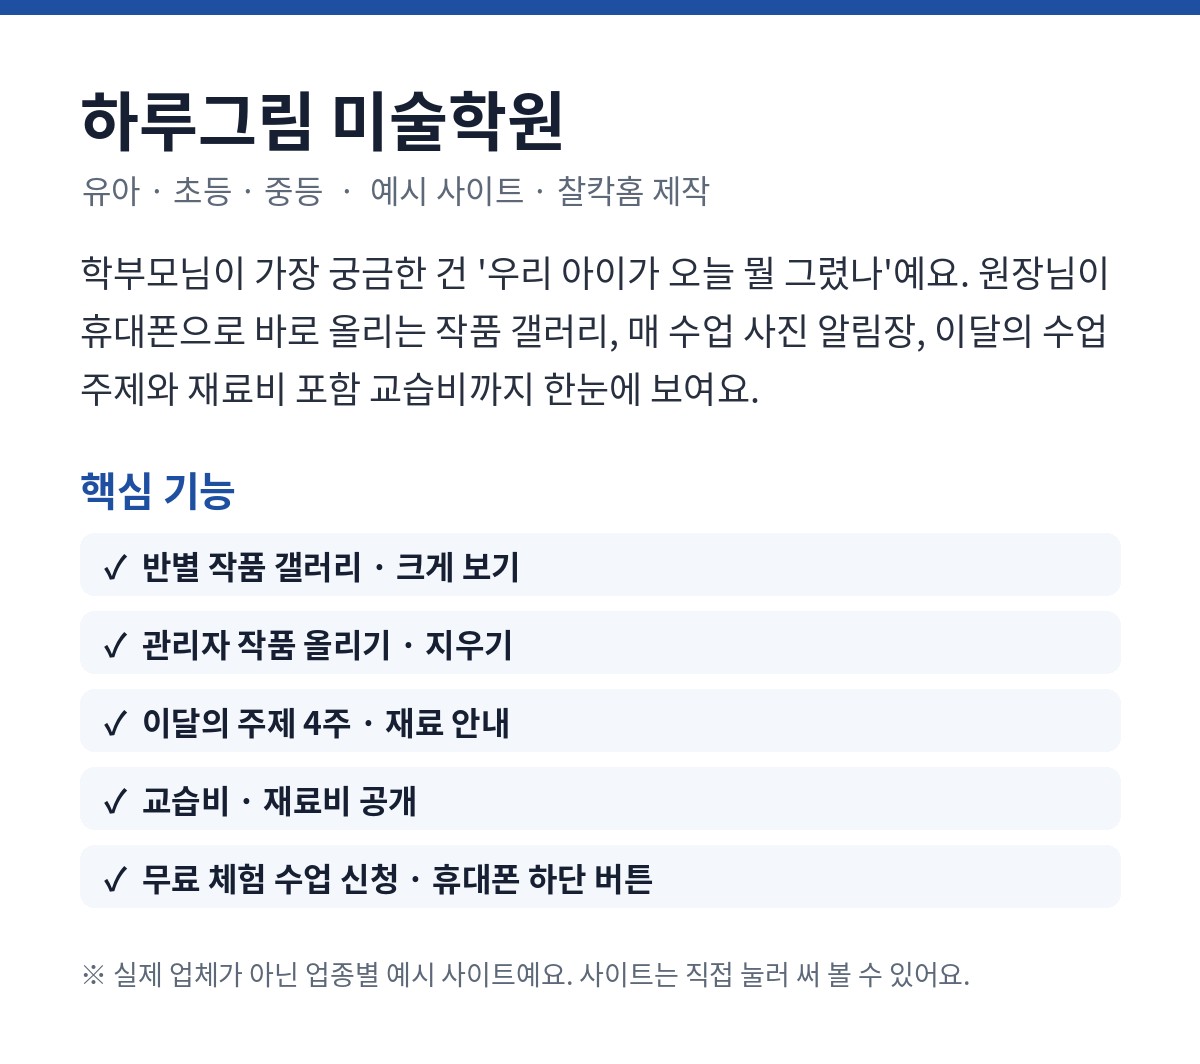 하루그림 미술학원
유아 · 초등 · 중등 · 예시 사이트 · 찰칵홈 제작
학부모님이 가장 궁금한 건 '우리 아이가 오늘 뭘 그렸나'예요. 원장님이
휴대폰으로 바로 올리는 작품 갤러리, 매 수업 사진 알림장, 이달의 수업
주제와 재료비 포함 교습비까지 한눈에 보여요.
핵심 기능
✓ 반별 작품 갤러리 · 크게 보기
✓ 관리자 작품 올리기 · 지우기
✓ 이달의 주제 4주 · 재료 안내
✓ 교습비 · 재료비 공개
✓ 무료 체험 수업 신청 · 휴대폰 하단 버튼
※ 실제 업체가 아닌 업종별 예시 사이트예요. 사이트는 직접 눌러 써 볼 수 있어요.